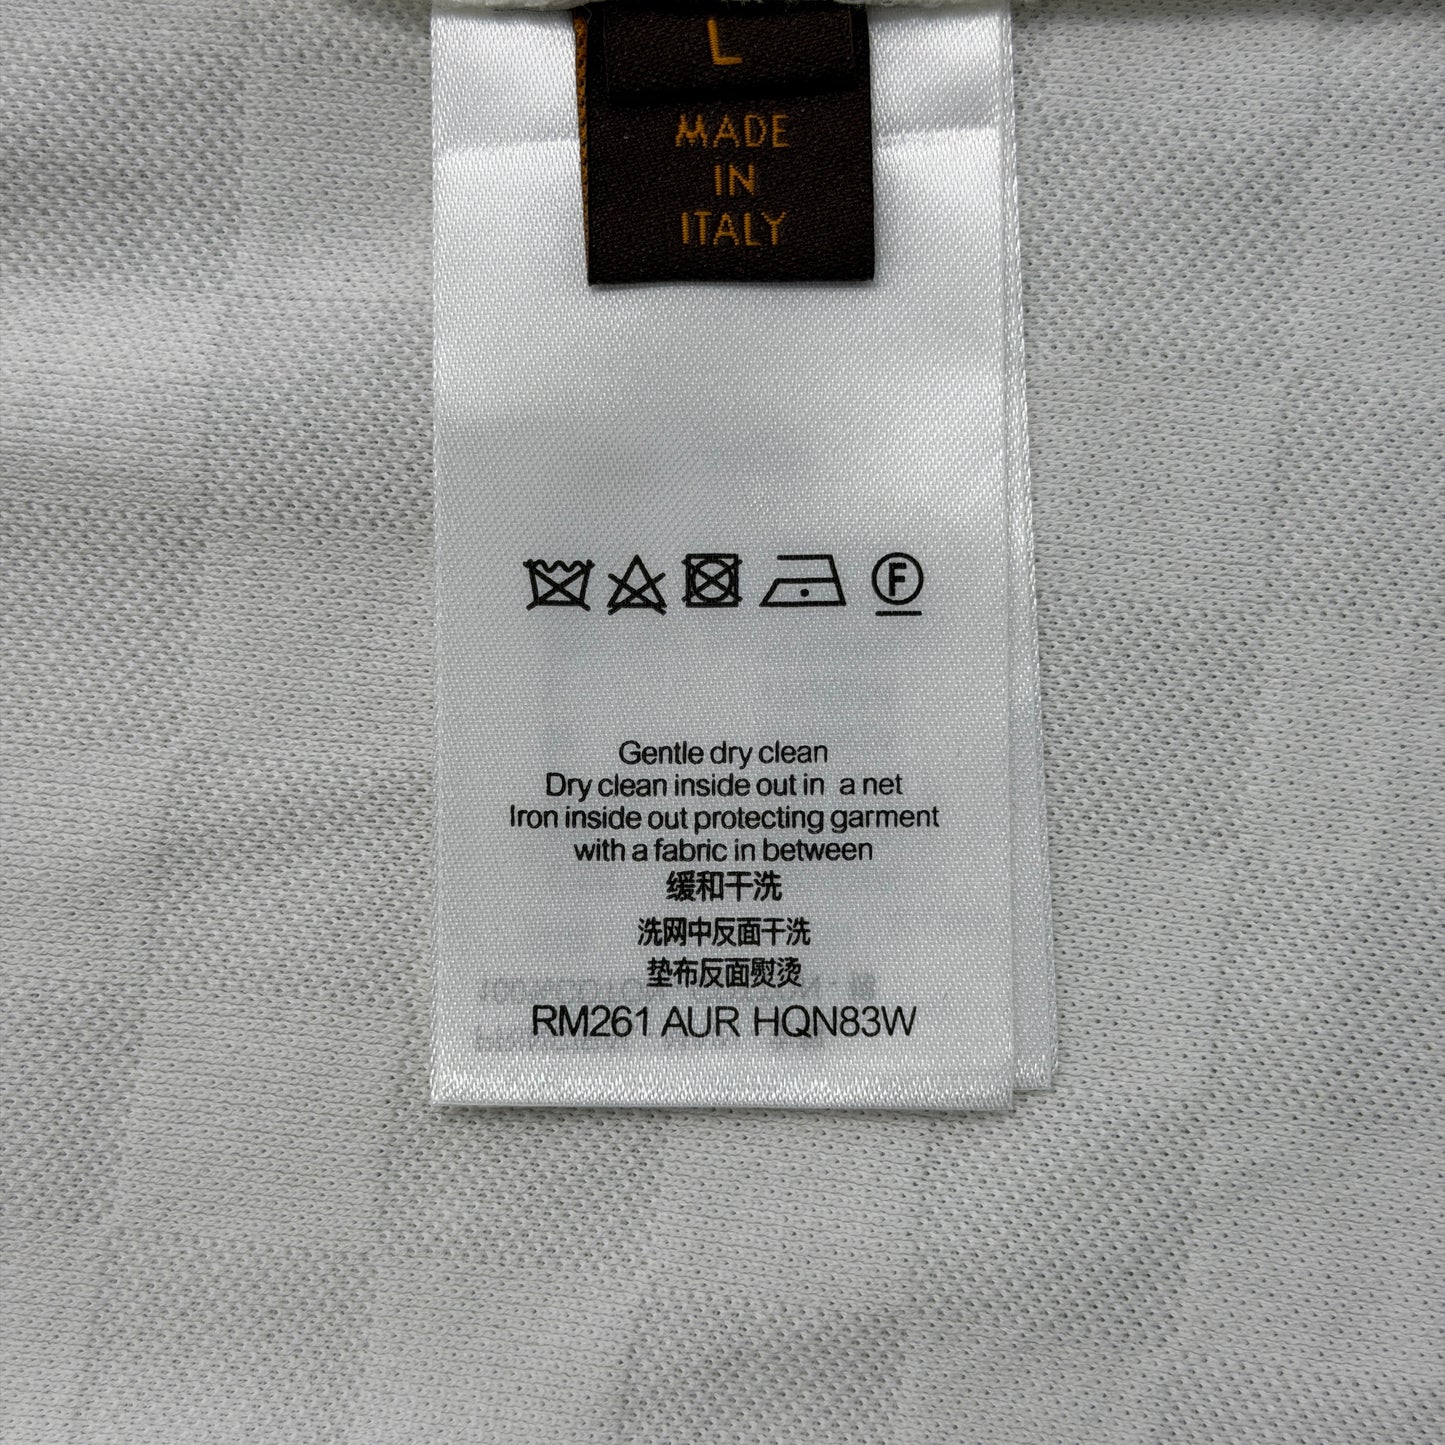 L
MADE
IN
ITALY
F
Gentle dry clean
Dry clean inside out in a net
Iron inside out protecting garment
with a fabric in between
缓和干洗
洗网中反面干洗
垫布反面熨烫
RM261 AUR HQN83W